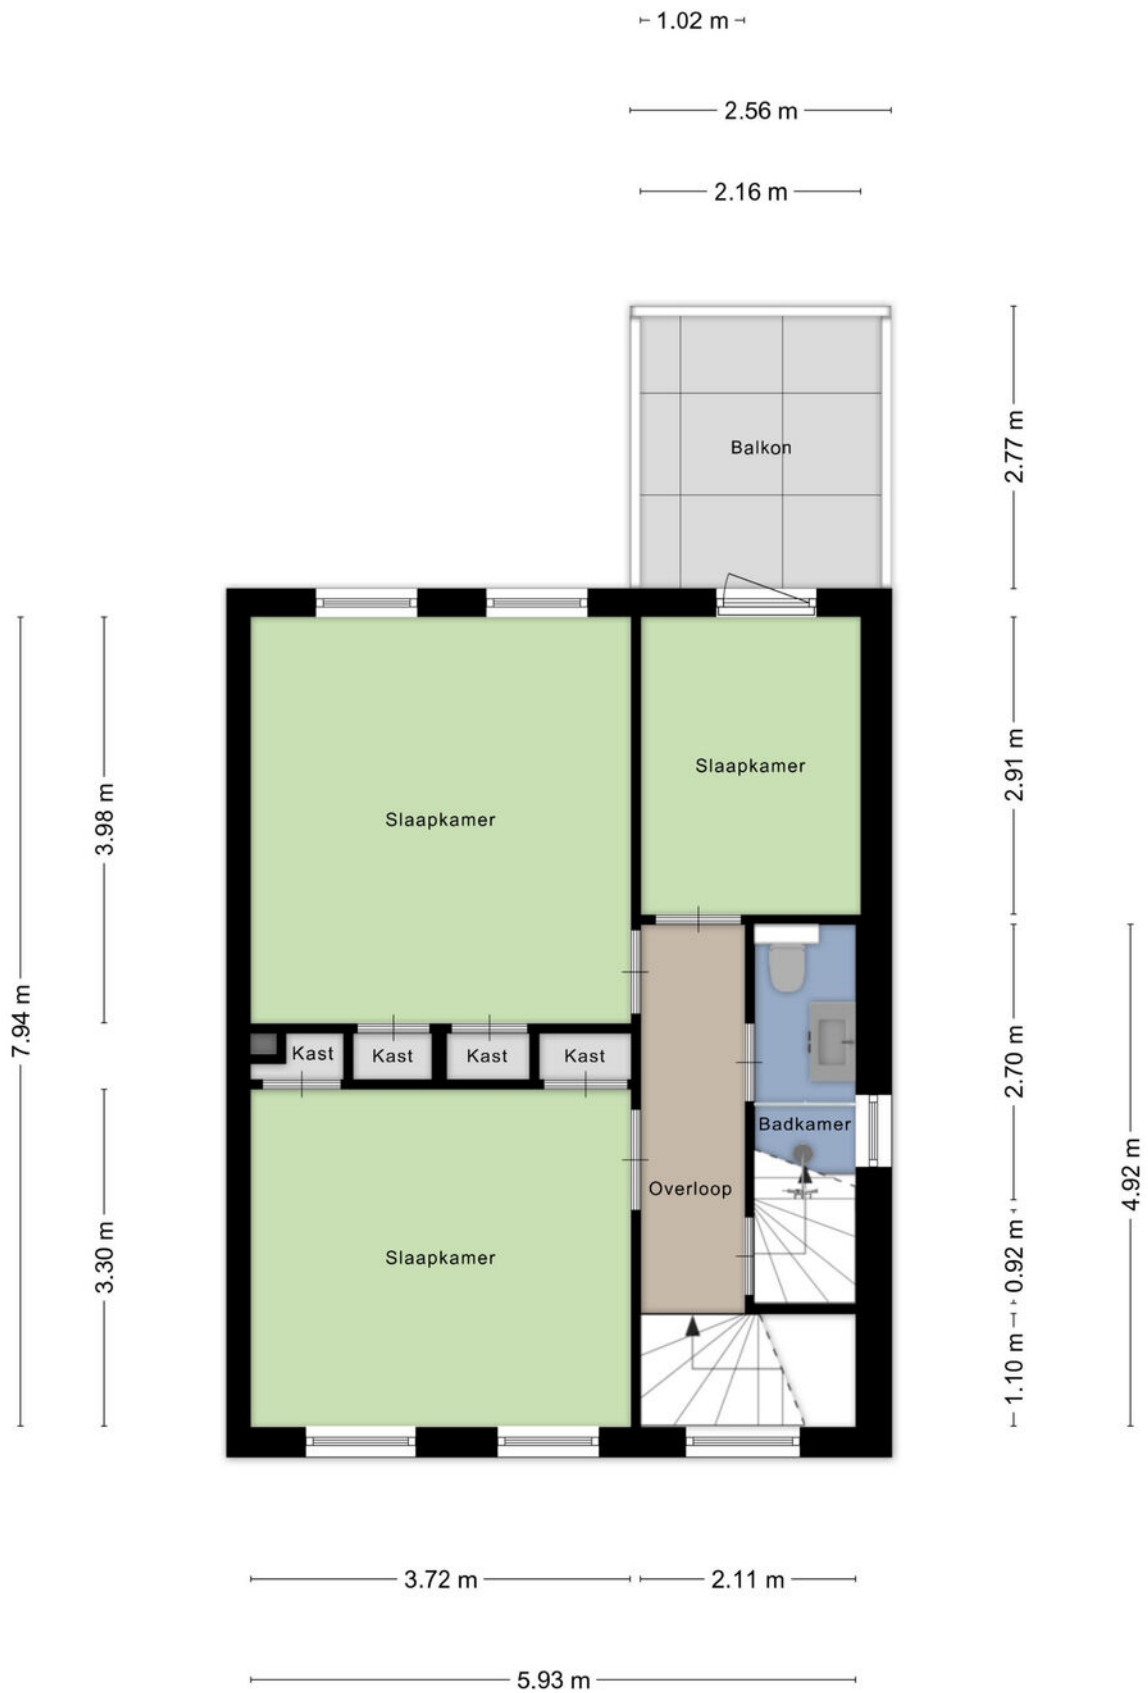 1.02 m
2.56 m
2.16 m
Balkon
2.77 m
Slaapkamer
Slaapkamer
3.98 m
2.91 m
7.94 m
Kast
Kast
Kast
Kast
2.70 m
Badkamer
Overloop
4.92 m
Slaapkamer
3.30 m
0.92 m
1.10 m
3.72 m
2.11 m
5.93 m